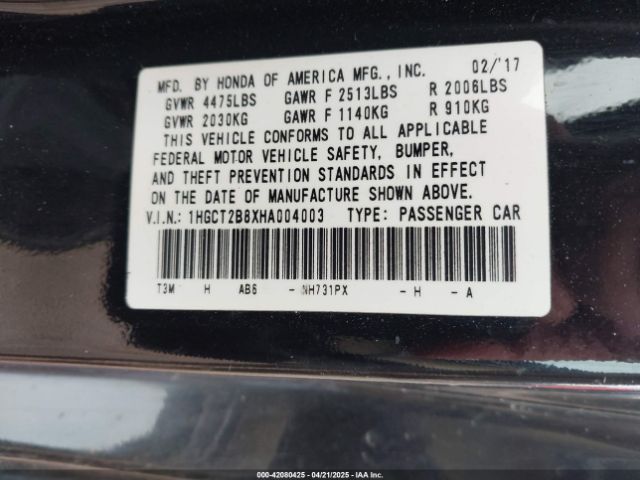 MFD. BY HONDA OF AMERICA MFG., INC. 02/'17
GVWR 4475LBS GAWR F 2513LBS R 2006LBS
GVWR 2030KG GAWR F 1140KG R 910KG
THIS VEHICLE CONFORMS TO ALL APPLICABLE
FEDERAL MOTOR VEHICLE SAFETY, BUMPER,
AND THEFT PREVENTION STANDARDS IN EFFECT
ON THE DATE OF MANUFACTURE SHOWN ABOVE.
V.I.N.: 1HGCT2B8XHA004003 TYPE: PASSENGER CAR
T3M H AB6 -NH731PX -H -A
000-42080425 - 04/21/2025 - IAA Inc.